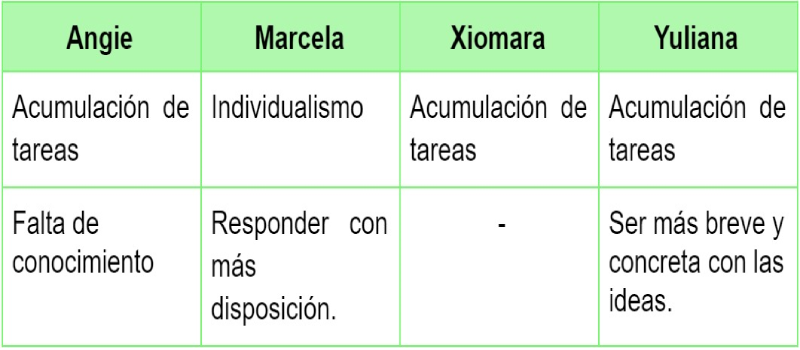 Angie Marcela Xiomara Yuliana
Acumulación de
tareas
Individualismo
Acumulación de
tareas
Acumulación de
tareas
Falta de
conocimiento
Responder con
más
disposición.
-
Ser más breve y
concreta con las
ideas.